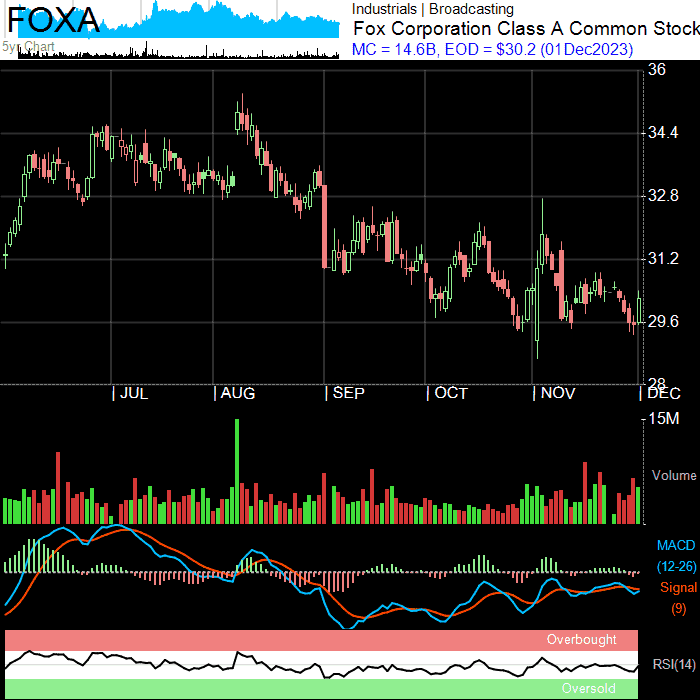 FOXA
5yr Chart
Industrials | Broadcasting
Fox Corporation Class A Common Stock
MC = 14.6B, EOD = $30.2 (01Dec2023)
36
34.4
32.8
31.2
29.6
28
JUL AUG SEP OCT NOV DEC
15M
Volume
MACD
(12-26)
Signal
(9)
Overbought
RSI(14)
Oversold